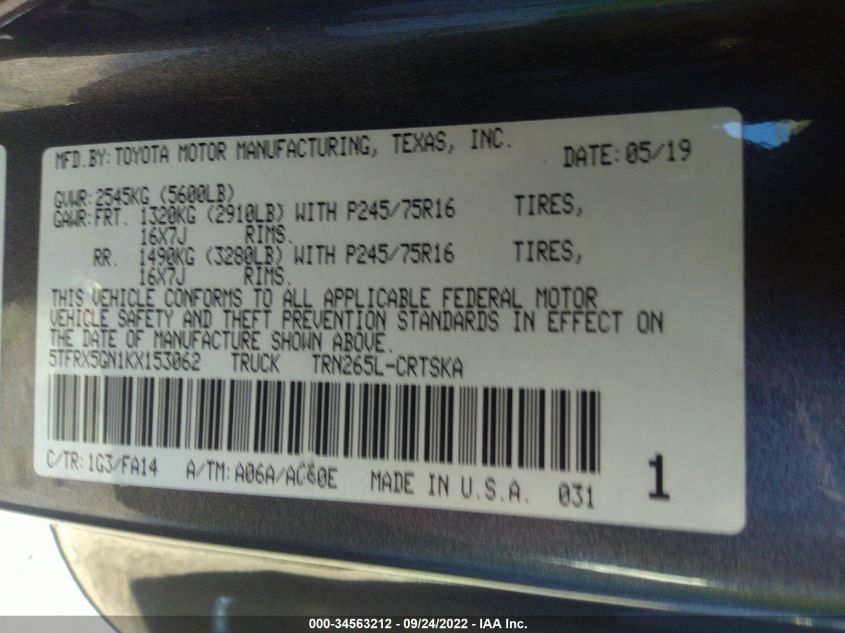 MFD.BY: TOYOTA MOTOR MANUFACTURING, TEXAS, INC. DATE: 05/19
GVWR: 2545KG (5600LB)
GAWR: FRT. 1320KG (2910LB) WITH P245/75R16 TIRES,
16X7J RIMS.
RR. 1490KG (3280LB) WITH P245/75R16 TIRES,
16X7J RIMS.
THIS VEHICLE CONFORMS TO ALL APPLICABLE FEDERAL MOTOR
VEHICLE SAFETY AND THEFT PREVENTION STANDARDS IN EFFECT ON
THE DATE OF MANUFACTURE SHOWN ABOVE.
5TFRX5GN1KX153062 TRUCK TRN265L-CRTSKA
C/TR: 1G3/FA14 A/TM: A06A/AC60E MADE IN U.S.A. 031 1
000-34563212 - 09/24/2022 - IAA Inc.